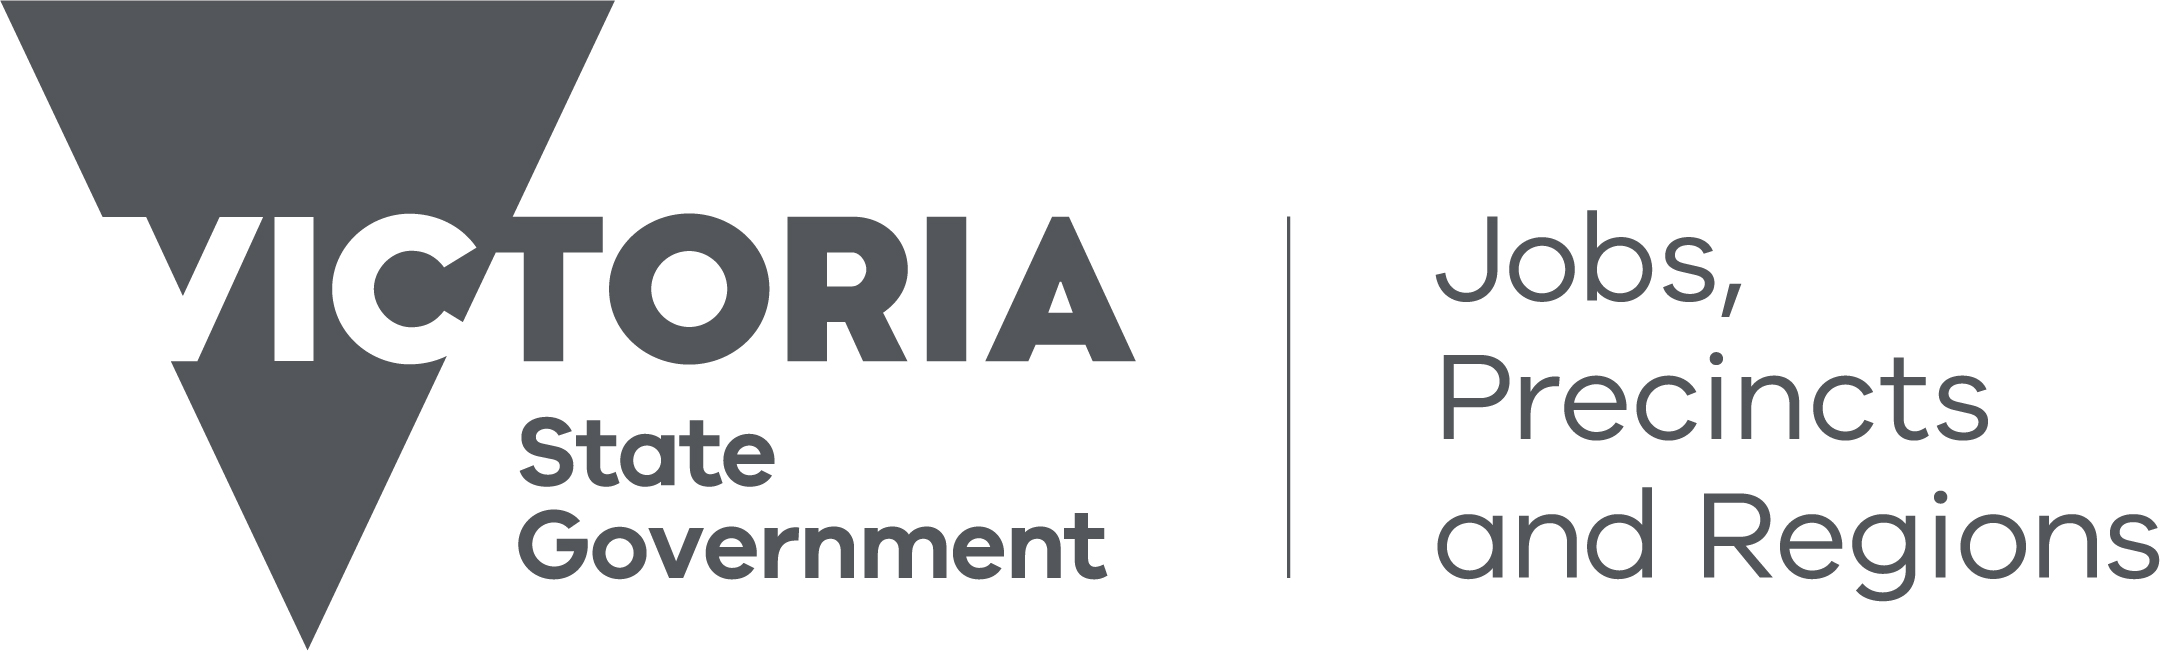 VICTORIA
State
Government
Jobs,
Precincts
and Regions